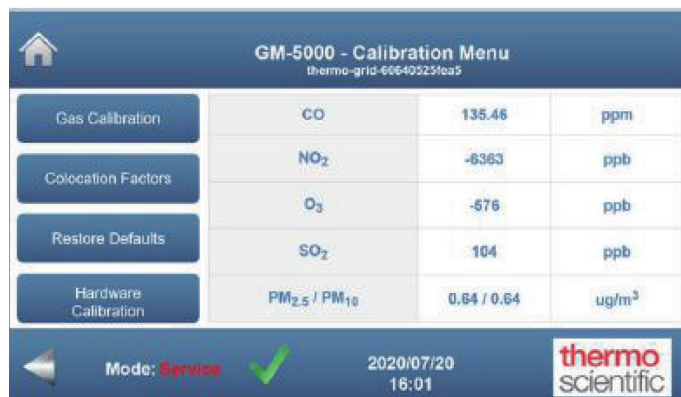 GM-5000 - Calibration Menu
thermo-grid-60640525fea5
Gas Calibration
Colocation Factors
Restore Defaults
Hardware
Calibration
CO 135.46 ppm
NO₂ -6363 ppb
O₃ -576 ppb
SO₂ 104 ppb
PM₂.₅ / PM₁₀ 0.64 / 0.64 ug/m³
Mode: Service
2020/07/20
16:01
thermo
scientific